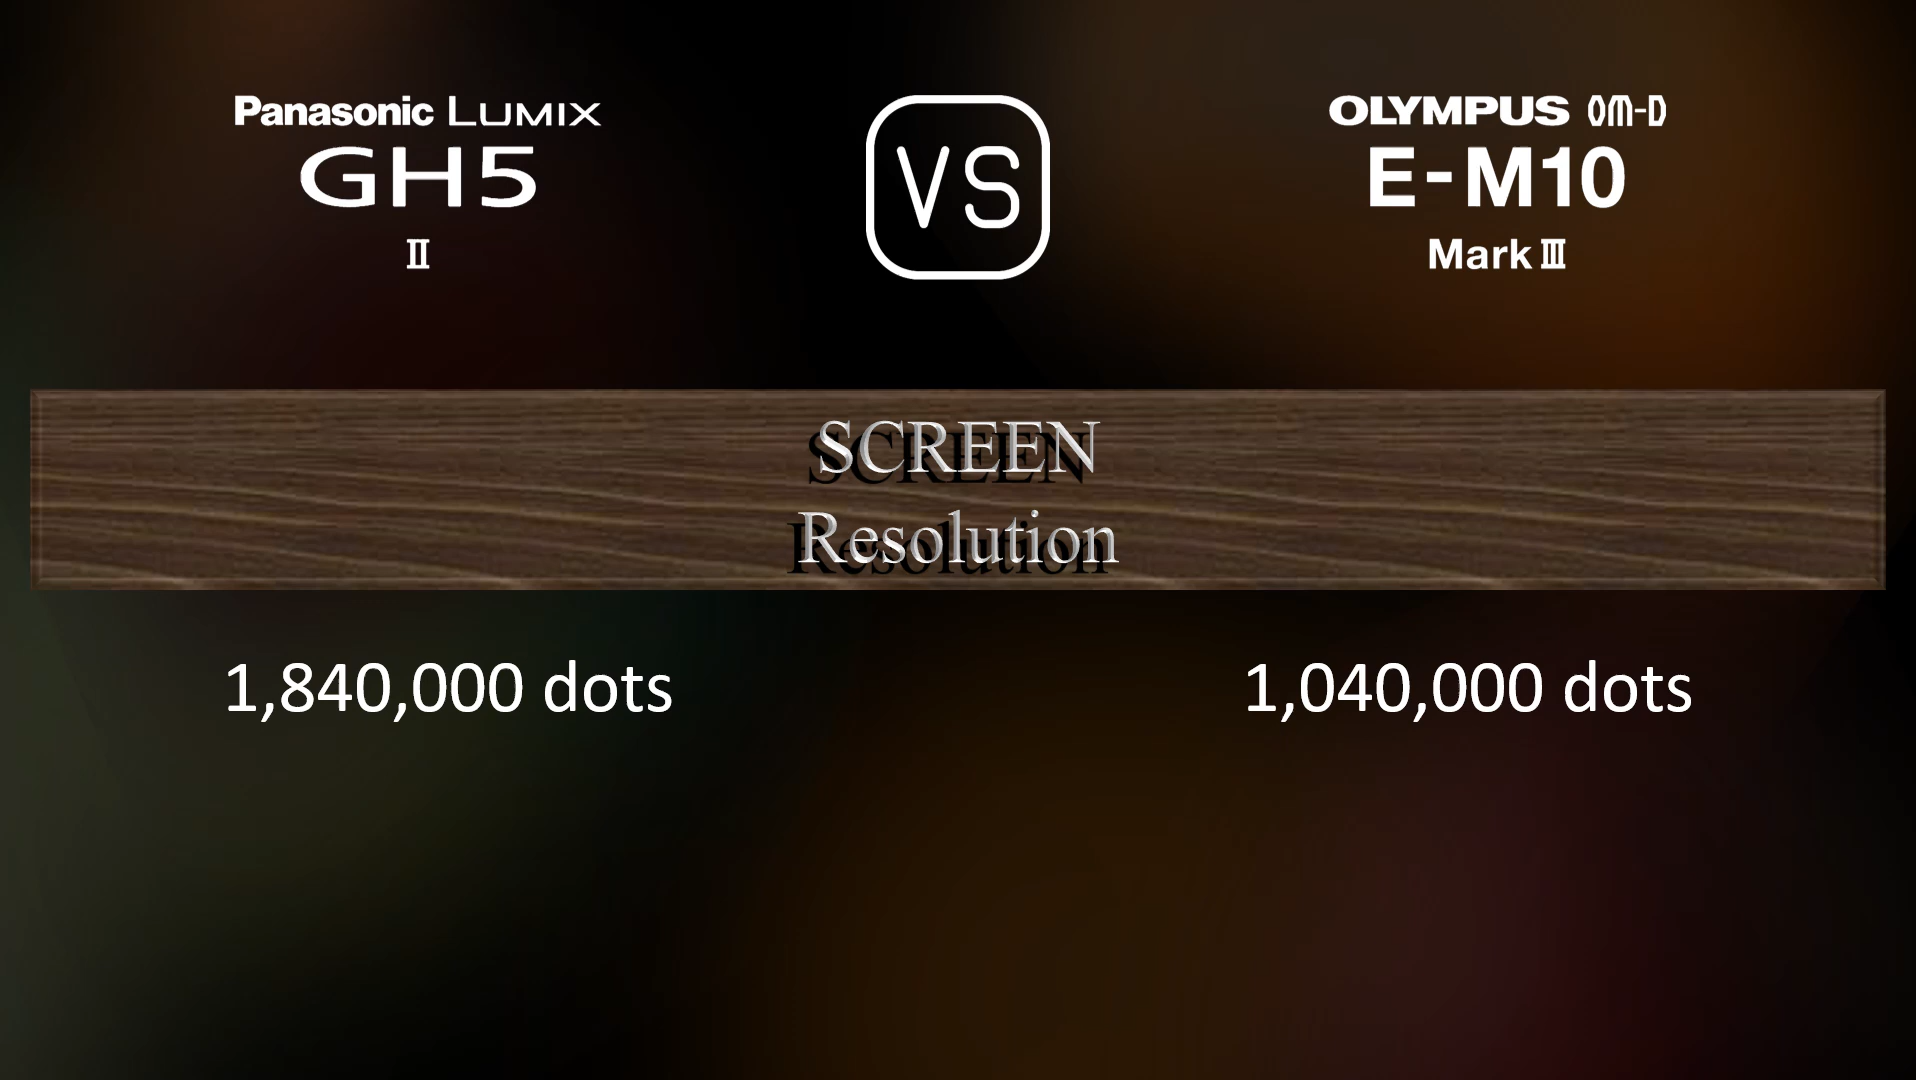 Panasonic LUMIX
GH5
II
VS
OLYMPUS OM-D
E-M10
Mark III
SCREEN
Resolution
1,840,000 dots
1,040,000 dots